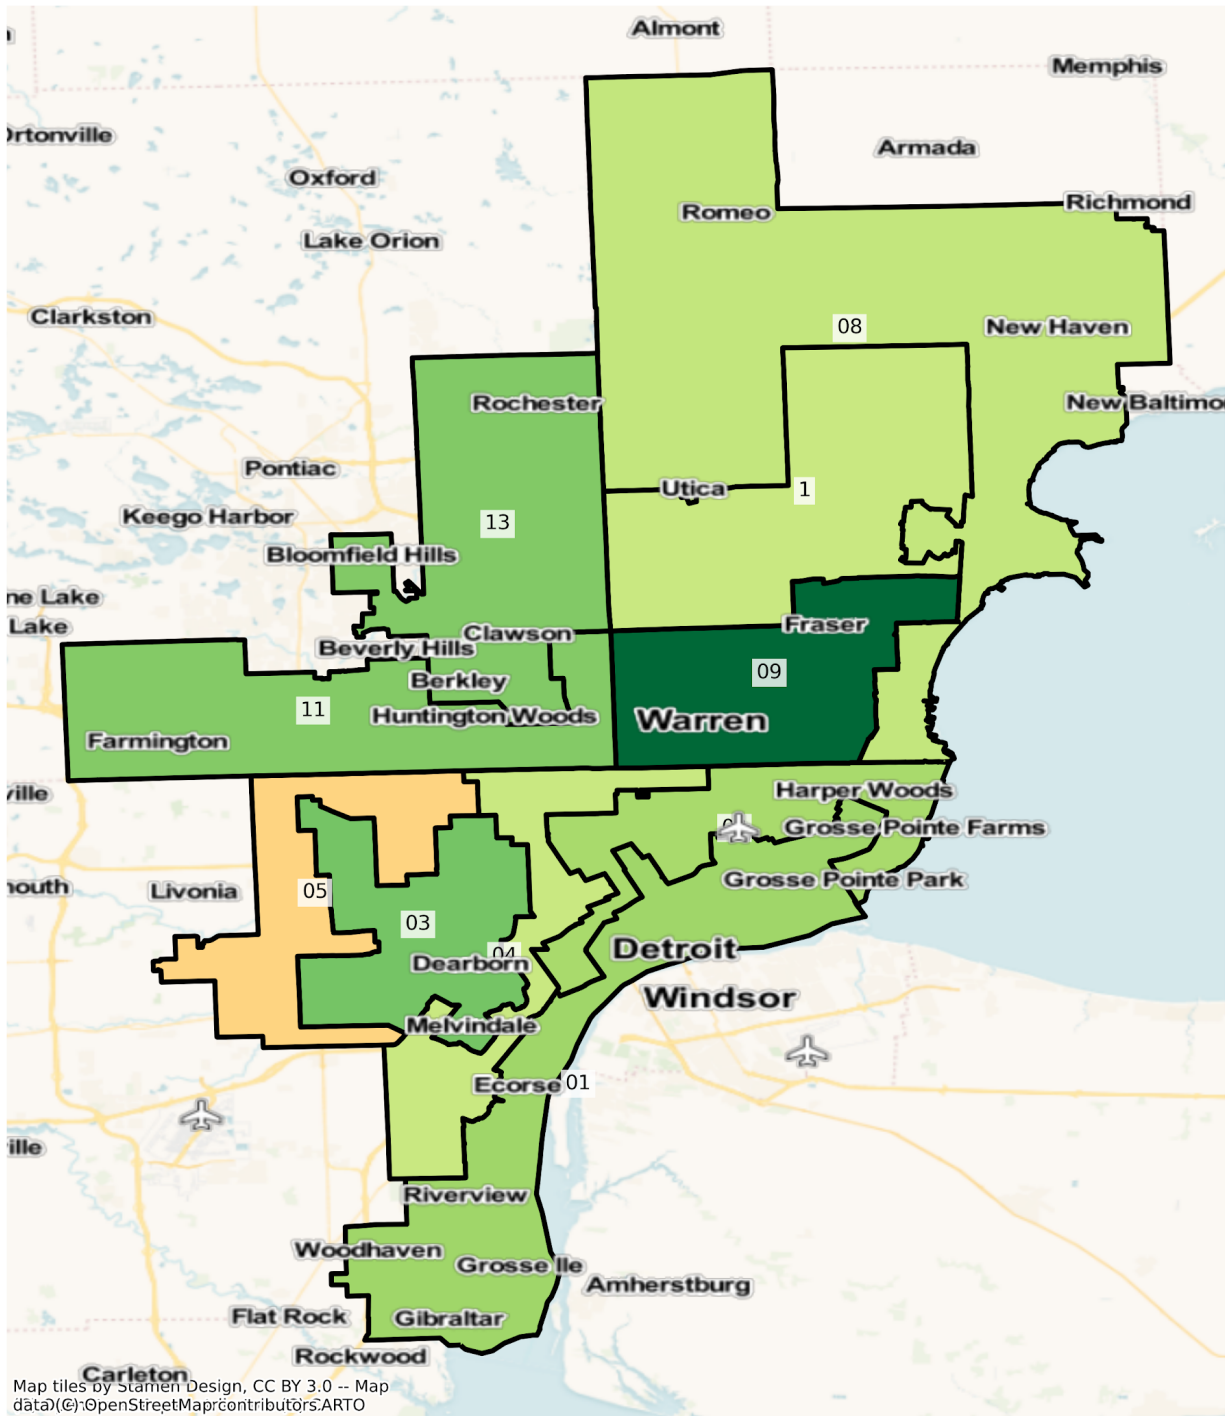 Almont
Memphis
Ortonville
Armada
Oxford
Richmond
Romeo
Lake Orion
Clarkston
08
New Haven
Rochester
New Baltimo
Pontiac
Utica
1
Keego Harbor
13
Bloomfield Hills
ne Lake
Lake
Fraser
Clawson
Beverly Hills
09
Berkley
11
Huntington Woods
Warren
Farmington
ville
Harper Woods
Grosse Pointe Farms
Grosse Pointe Park
mouth
Livonia
05
03
04
Detroit
Dearborn
Windsor
Melvindale
Ecorse
01
ville
Riverview
Woodhaven
Grosse Ile
Amherstburg
Flat Rock
Gibraltar
Rockwood
Carleton
Map tiles by Stamen Design, CC BY 3.0 -- Map
data (C) OpenStreetMap contributors